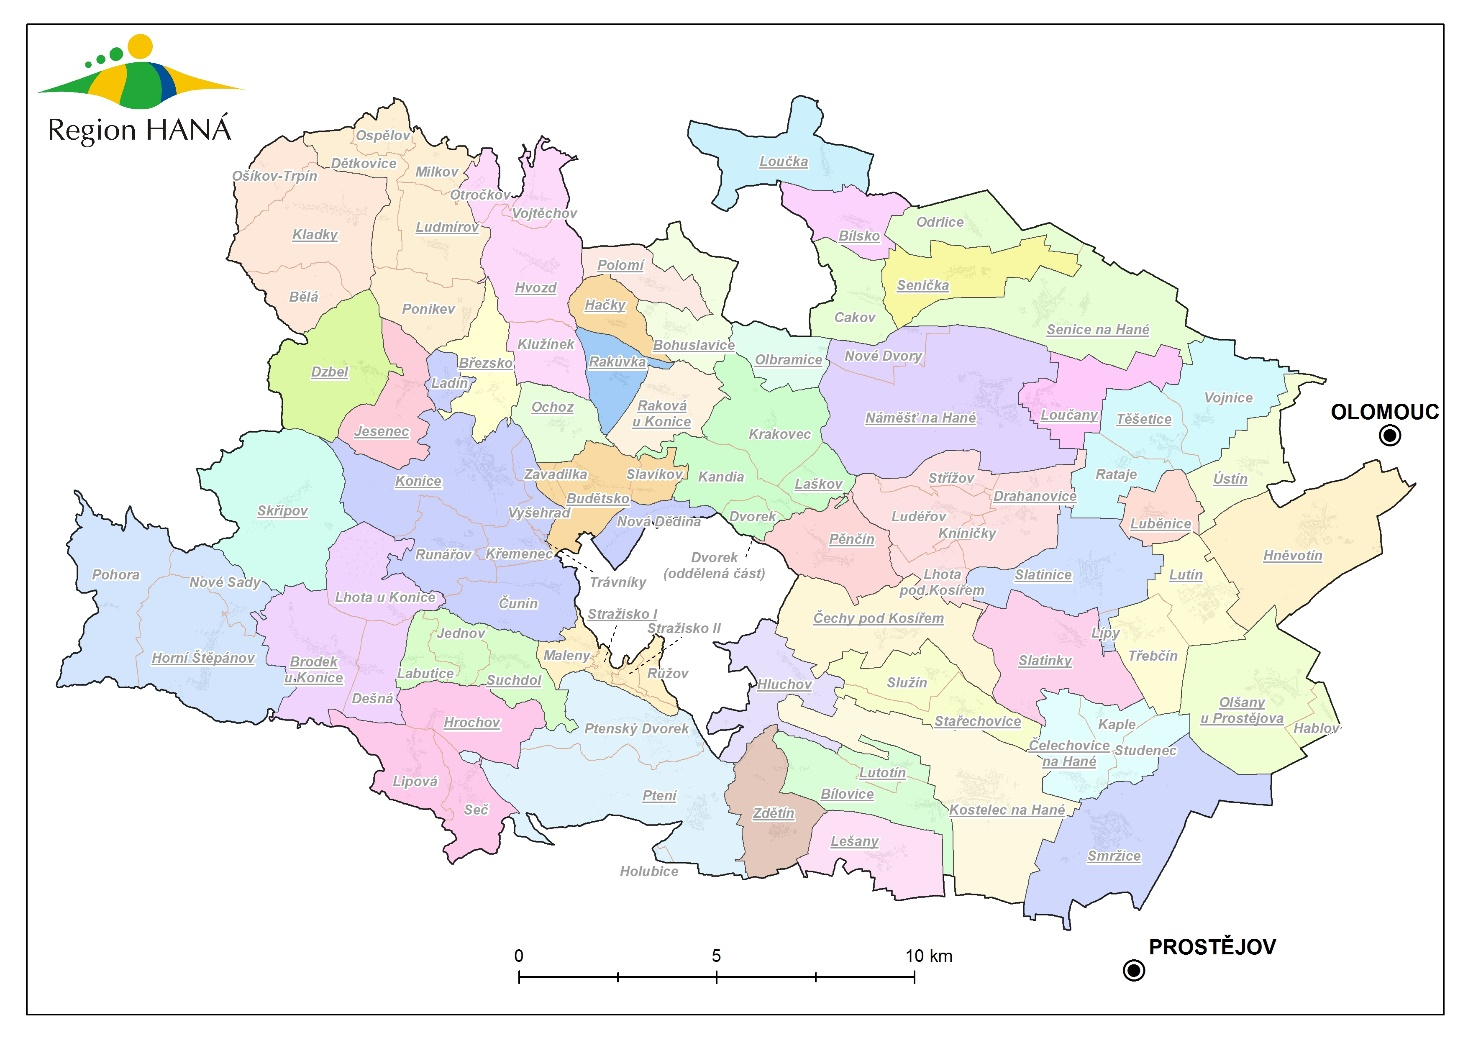 Region HANÁ
Ospělov
Dětkovice
Milkov
Ošíkov-Trpín
Otročkov
Vojtěchov
Loučka
Kladky
Ludmírov
Bílsko
Odrlice
Polomí
Hvozd
Senička
Bělá
Ponikev
Hačky
Cakov
Senice na Hané
Klužínek
Bohuslavice
Olbramice
Nové Dvory
Březsko
Rakůvka
Dzbel
Ladín
Vojnice
Ochoz
Raková
u Konice
Náměšť na Hané
Loučany
Těšetice
OLOMOUC
Jesenec
Krakovec
Konice
Zavadilka
Slavíkov
Kandia
Laškov
Střížov
Drahanovice
Rataje
Ústín
Budětsko
Skřípov
Vyšehrad
Nová Dědina
Dvorek
Luděřov
Kníničky
Luběnice
Pěnčín
Runářov
Křemenec
Dvorek
(oddělená část)
Hněvotín
Pohora
Nové Sady
Trávníky
Lhota
pod Kosířem
Slatinice
Lutín
Lhota u Konice
Čunín
Stražisko I
Čechy pod Kosířem
Stražisko II
Jednov
Lípy
Maleny
Třebčín
Horní Štěpánov
Brodek
u Konice
Labutice
Suchdol
Růžov
Hluchov
Služín
Slatinky
Dešná
Olšany
u Prostějova
Hrochov
Ptenský Dvorek
Stařechovice
Kaple
Hablov
Čelechovice
na Hané
Studenec
Lipová
Seč
Ptení
Lutotín
Bílovice
Zdětín
Kostelec na Hané
Lešany
Smržice
Holubice
PROSTĚJOV
0 5 10 km